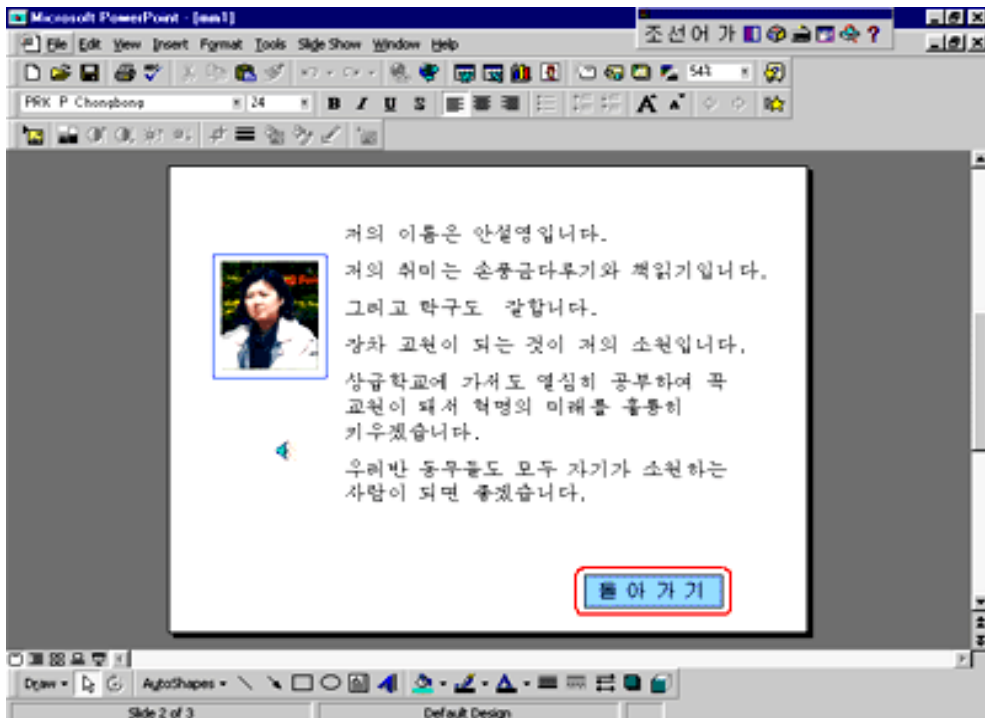 Microsoft PowerPoint - [mm1]
조선어 가
File Edit View Insert Format Tools Slide Show Window Help
54%
PRK P Chongbong 24 B I U S
저의 이름은 안설영입니다.
저의 취미는 손풍금다루기와 책읽기입니다.
그리고 탁구도 잘합니다.
장차 교원이 되는 것이 저의 소원입니다.
상급학교에 가서도 열심히 공부하여 꼭
교원이 돼서 혁명의 미래를 훌륭히
키우겠습니다.
우리반 동무들도 모두 자기가 소원하는
사람이 되면 좋겠습니다.
돌아가기
Draw AutoShapes
Slide 2 of 3 Default Design